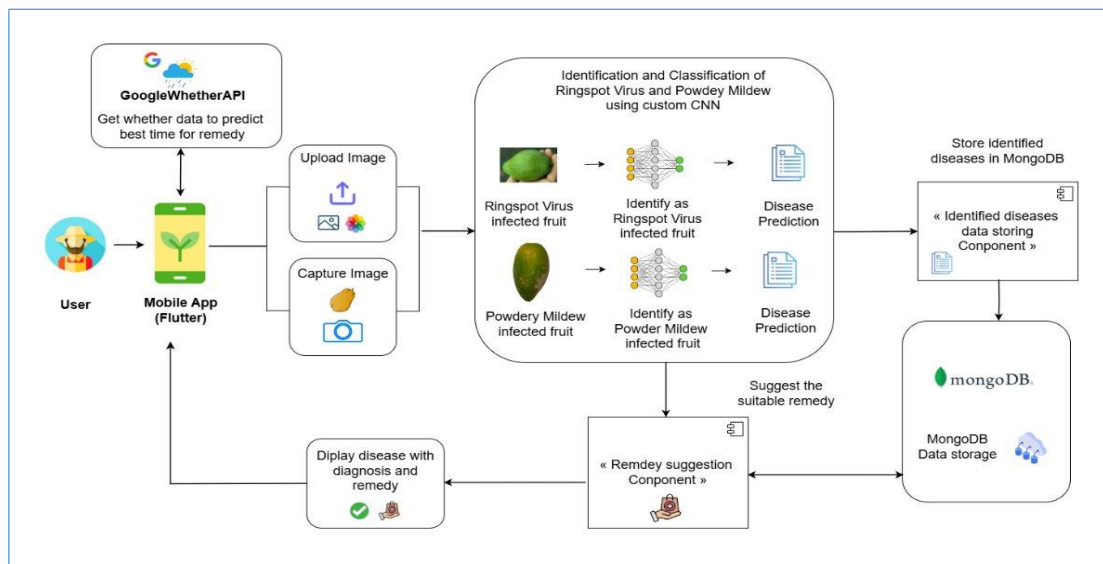 GoogleWhetherAPI
Get whether data to predict
best time for remedy
User
Mobile App
(Flutter)
Upload Image
Capture Image
Identification and Classification of
Ringspot Virus and Powdey Mildew
using custom CNN
Ringspot Virus
infected fruit
Identify as
Ringspot Virus
infected fruit
Disease
Prediction
Powdery Mildew
infected fruit
Identify as
Powder Mildew
infected fruit
Disease
Prediction
Store identified
diseases in MongoDB
« Identified diseases
data storing
Conponent »
mongoDB®
MongoDB
Data storage
Suggest the
suitable remedy
« Remdey suggestion
Component »
Diplay disease with
diagnosis and
remedy